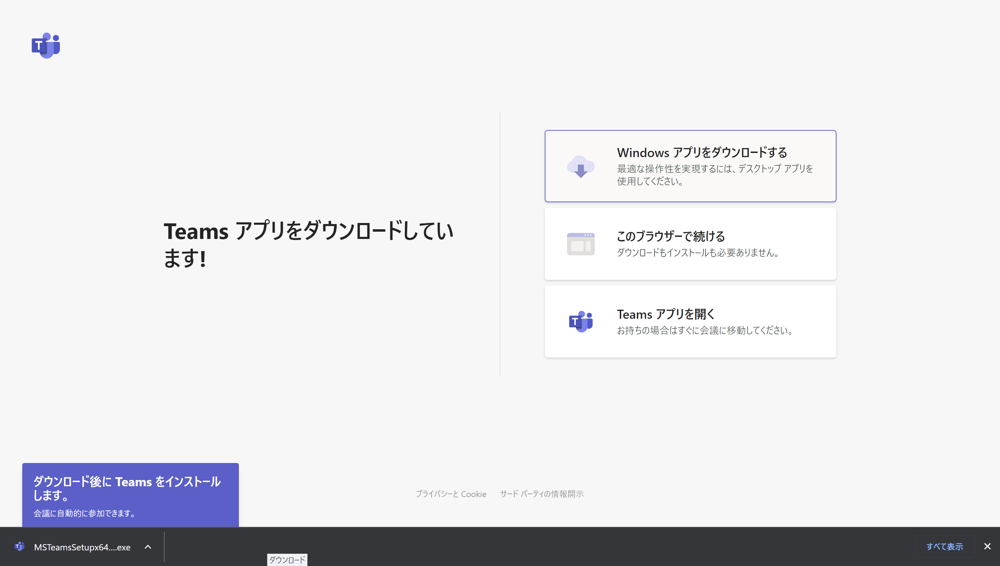 T
Teams アプリをダウンロードしてい
ます!
Windows アプリをダウンロードする
最適な操作性を実現するには、デスクトップ アプリを
使用してください。
このブラウザーで続ける
ダウンロードもインストールも必要ありません。
T
Teams アプリを開く
お持ちの場合はすぐに会議に移動してください。
ダウンロード後に Teams をインストール
します。
会議に自動的に参加できます。
プライバシーと Cookie
サード パーティの情報開示
T
MSTeamsSetupx64....exe
ダウンロード
すべて表示